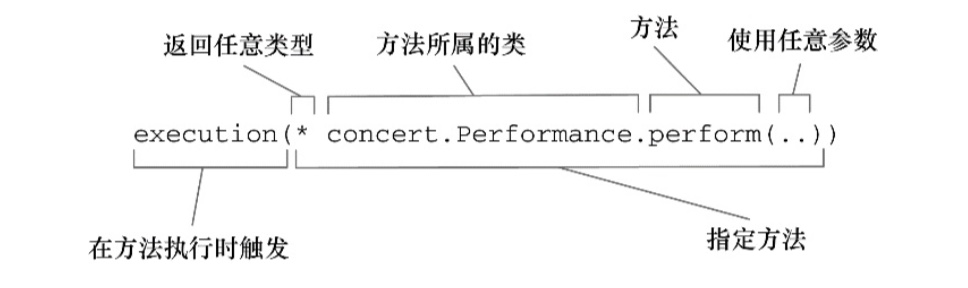 返回任意类型
方法所属的类
方法
使用任意参数
execution(* concert.Performance.perform(..))
在方法执行时触发
指定方法